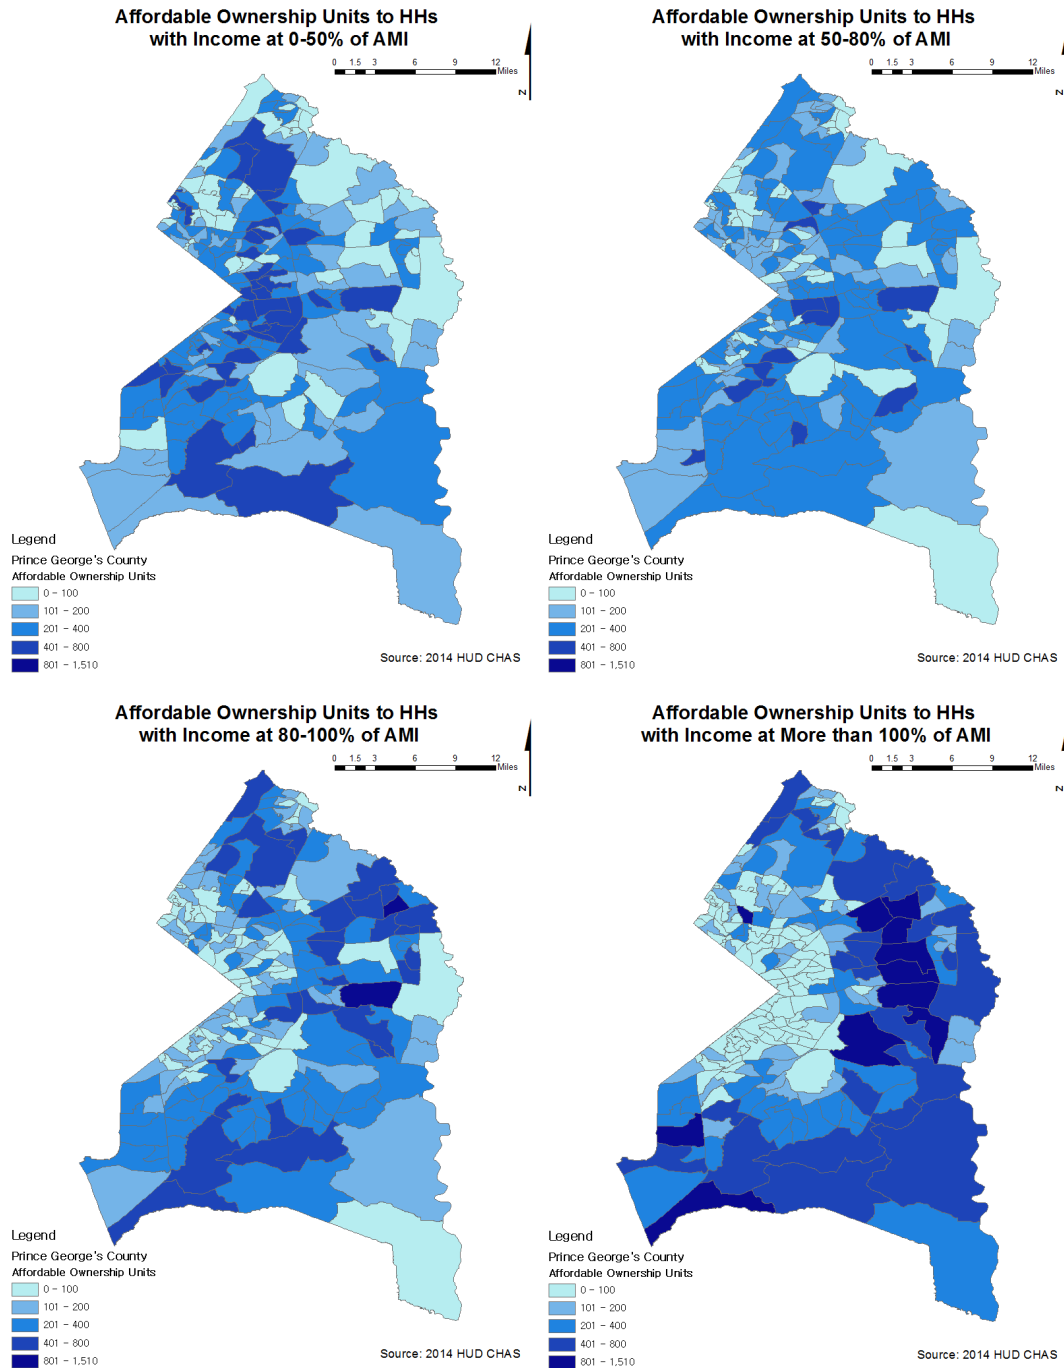 Affordable Ownership Units to HHs
with Income at 0-50% of AMI
0 1.5 3 6 9 12
Miles
Z
Legend
Prince George's County
Affordable Ownership Units
0 - 100
101 - 200
201 - 400
401 - 800
801 - 1,510
Source: 2014 HUD CHAS
Affordable Ownership Units to HHs
with Income at 50-80% of AMI
0 1.5 3 6 9 12
Miles
Z
Legend
Prince George's County
Affordable Ownership Units
0 - 100
101 - 200
201 - 400
401 - 800
801 - 1,510
Source: 2014 HUD CHAS
Affordable Ownership Units to HHs
with Income at 80-100% of AMI
0 1.5 3 6 9 12
Miles
Z
Legend
Prince George's County
Affordable Ownership Units
0 - 100
101 - 200
201 - 400
401 - 800
801 - 1,510
Source: 2014 HUD CHAS
Affordable Ownership Units to HHs
with Income at More than 100% of AMI
0 1.5 3 6 9 12
Miles
Z
Legend
Prince George's County
Affordable Ownership Units
0 - 100
101 - 200
201 - 400
401 - 800
801 - 1,510
Source: 2014 HUD CHAS